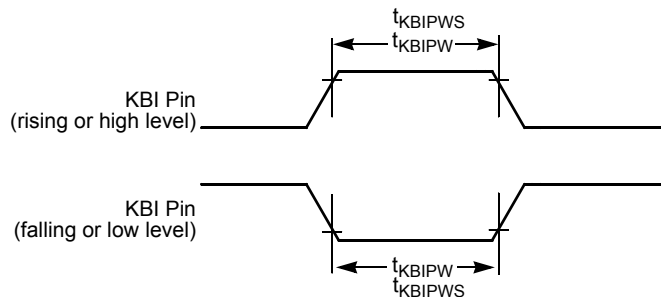 tKBIPWS
tKBIPW
KBI Pin
(rising or high level)
KBI Pin
(falling or low level)
tKBIPW
tKBIPWS